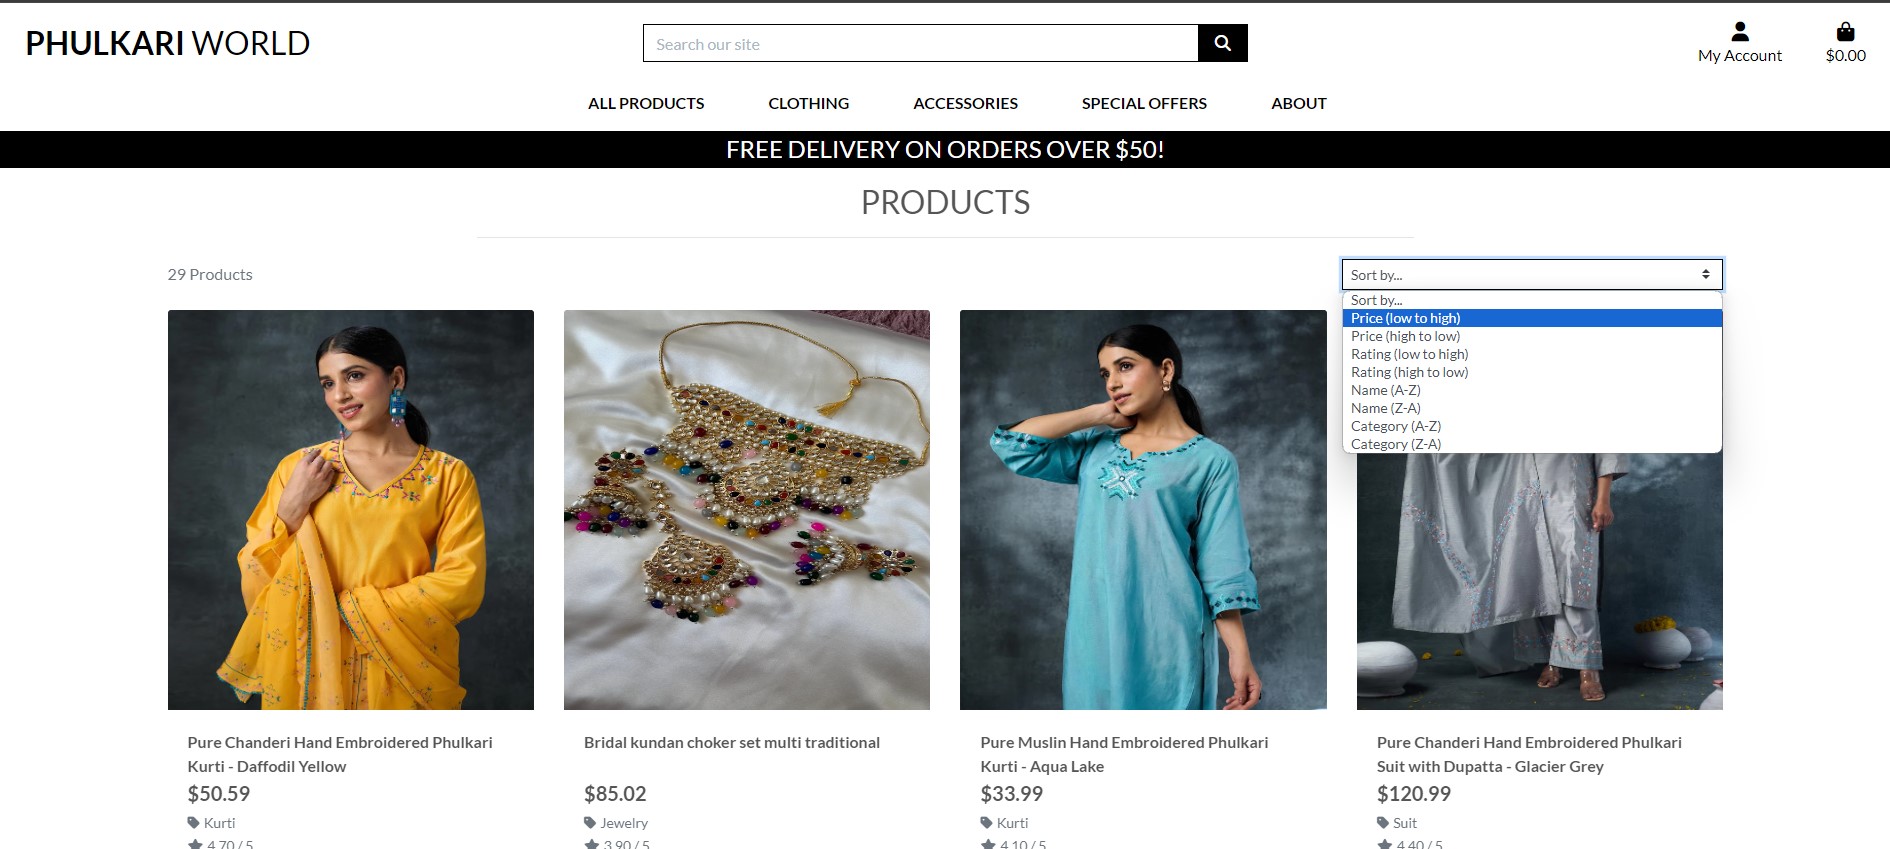 PHULKARI WORLD
Search our site
My Account
$0.00
ALL PRODUCTS CLOTHING ACCESSORIES SPECIAL OFFERS ABOUT
FREE DELIVERY ON ORDERS OVER $50!
PRODUCTS
29 Products
Sort by...
Sort by...
Price (low to high)
Price (high to low)
Rating (low to high)
Rating (high to low)
Name (A-Z)
Name (Z-A)
Category (A-Z)
Category (Z-A)
Pure Chanderi Hand Embroidered Phulkari
Kurti - Daffodil Yellow
$50.59
Kurti
4.70 / 5
Bridal kundan choker set multi traditional
$85.02
Jewelry
3.90 / 5
Pure Muslin Hand Embroidered Phulkari
Kurti - Aqua Lake
$33.99
Kurti
4.10 / 5
Pure Chanderi Hand Embroidered Phulkari
Suit with Dupatta - Glacier Grey
$120.99
Suit
4.40 / 5